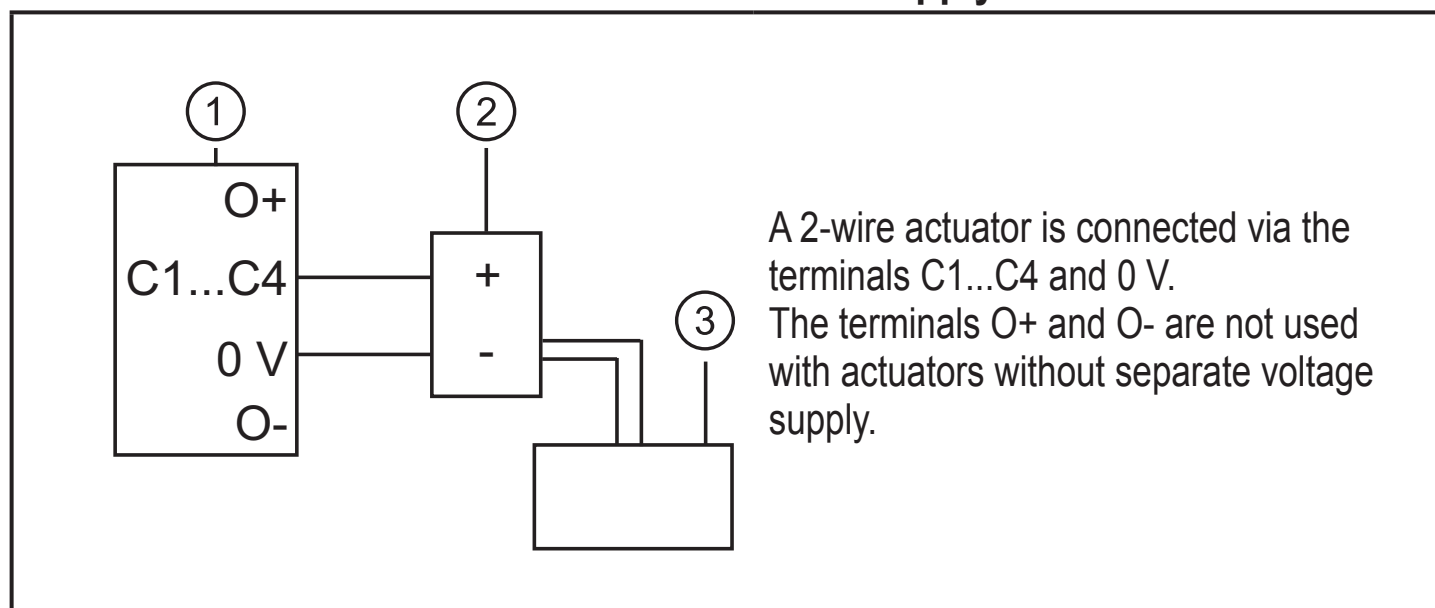 1
2
O+
C1...C4
+
0 V
-
O-
3
A 2-wire actuator is connected via the
terminals C1...C4 and 0 V.
The terminals O+ and O- are not used
with actuators without separate voltage
supply.